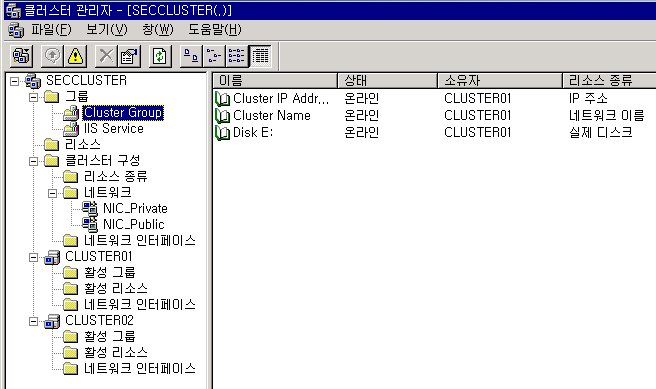 클러스터 관리자 - [SECCLUSTER(.)]
파일(F) 보기(V) 창(W) 도움말(H)
SECCLUSTER
그룹
Cluster Group
IIS Service
리소스
클러스터 구성
리소스 종류
네트워크
NIC_Private
NIC_Public
네트워크 인터페이스
CLUSTER01
활성 그룹
활성 리소스
네트워크 인터페이스
CLUSTER02
활성 그룹
활성 리소스
네트워크 인터페이스
이름 상태 소유자 리소스 종류
Cluster IP Addr... 온라인 CLUSTER01 IP 주소
Cluster Name 온라인 CLUSTER01 네트워크 이름
Disk E: 온라인 CLUSTER01 실제 디스크